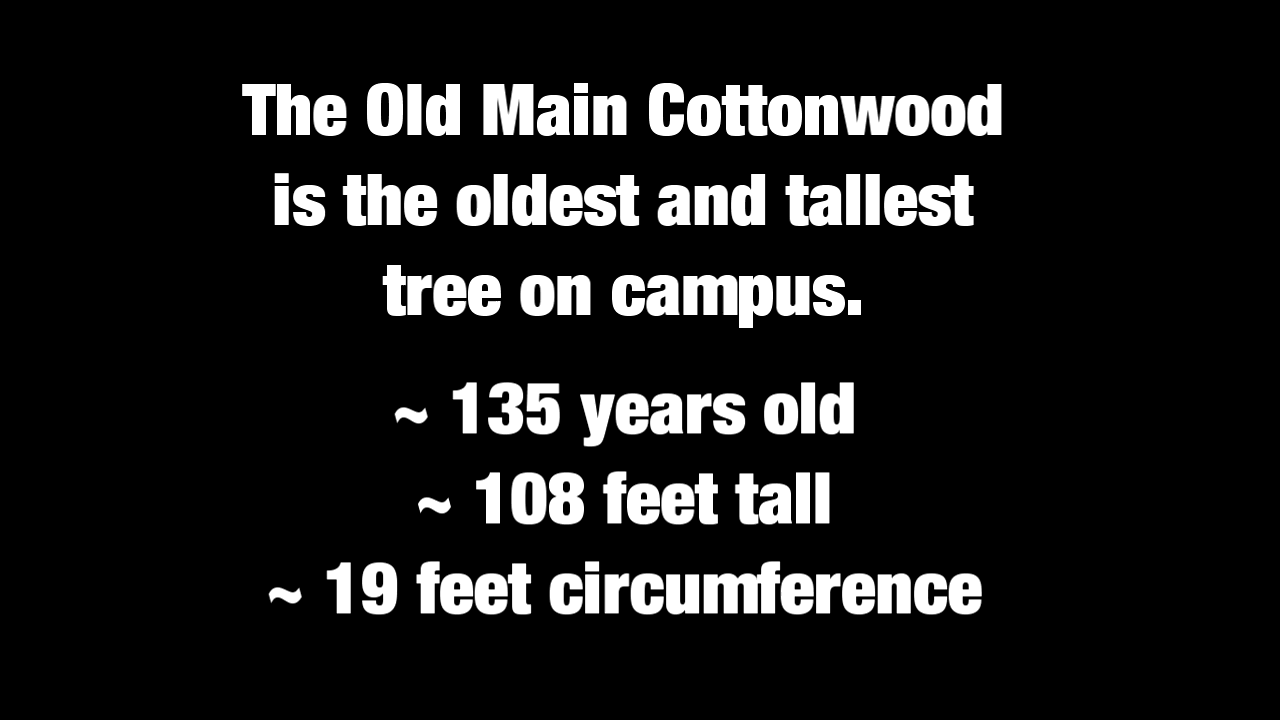 The Old Main Cottonwood
is the oldest and tallest
tree on campus.
~ 135 years old
~ 108 feet tall
~ 19 feet circumference